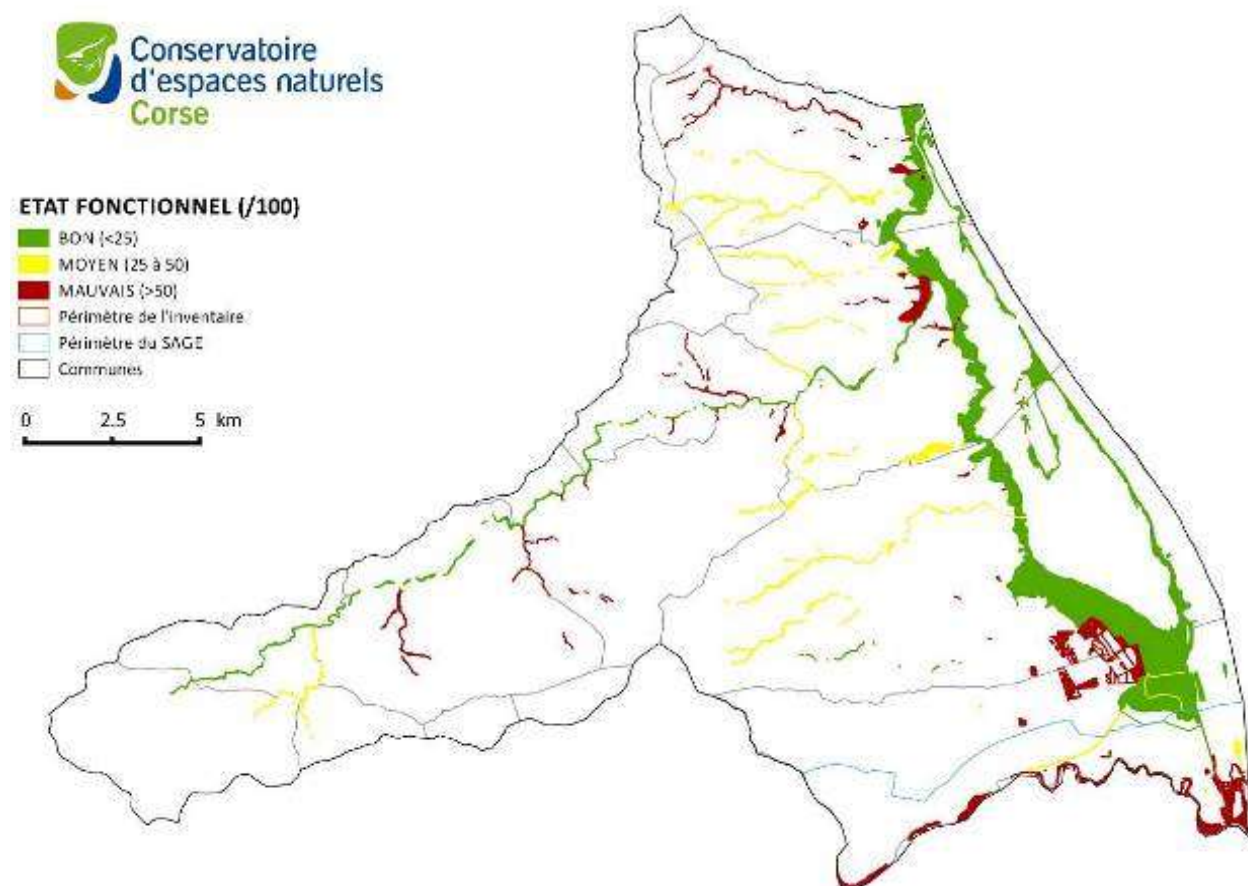 Conservatoire
d'espaces naturels
Corse
ETAT FONCTIONNEL (/100)
BON (<25)
MOYEN (25 à 50)
MAUVAIS (>50)
Périmètre de l'inventaire
Périmètre du SAGE
Communes
0 2.5 5 km